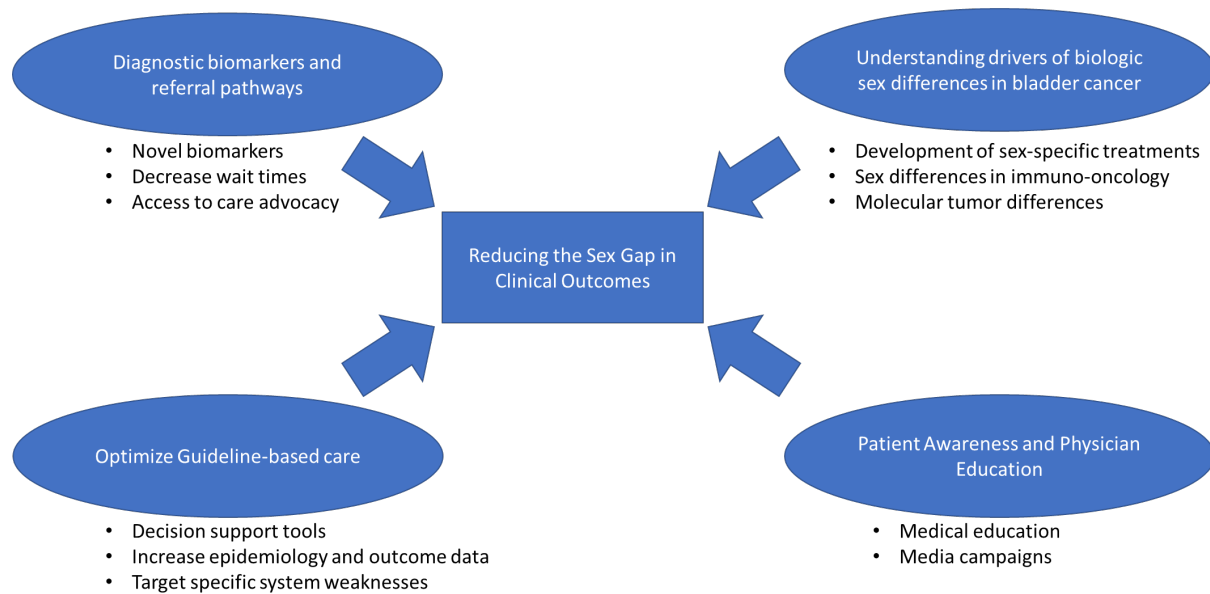 Diagnostic biomarkers and
referral pathways
• Novel biomarkers
• Decrease wait times
• Access to care advocacy
Understanding drivers of biologic
sex differences in bladder cancer
• Development of sex-specific treatments
• Sex differences in immuno-oncology
• Molecular tumor differences
Reducing the Sex Gap in
Clinical Outcomes
Optimize Guideline-based care
• Decision support tools
• Increase epidemiology and outcome data
• Target specific system weaknesses
Patient Awareness and Physician
Education
• Medical education
• Media campaigns